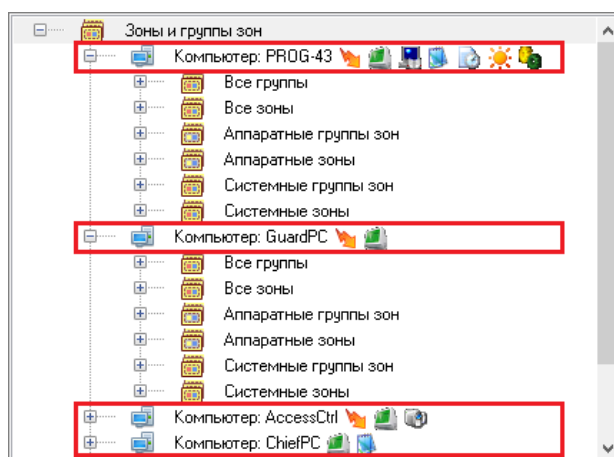 Зоны и группы зон
Компьютер: PROG-43
Все группы
Все зоны
Аппаратные группы зон
Аппаратные зоны
Системные группы зон
Системные зоны
Компьютер: GuardPC
Все группы
Все зоны
Аппаратные группы зон
Аппаратные зоны
Системные группы зон
Системные зоны
Компьютер: AccessCtrl
Компьютер: ChiefPC